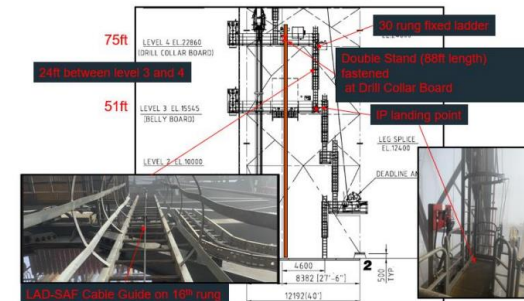 75ft
LEVEL 4 EL.22860
(DRILL COLLAR BOARD)
30 rung fixed ladder
Double Stand (68ft length)
fastened
at Drill Collar Board
24ft between level 3 and 4
51ft
LEVEL 3 EL.15545
(BELLY BOARD)
IP landing point
LEG SPLICE
EL.12400
LEVEL 2 EL.10000
DEADLINE AN
4600
2
8382 [27'-6"]
12192(40')
500
TYP.
LAD-SAF Cable Guide on 16th rung